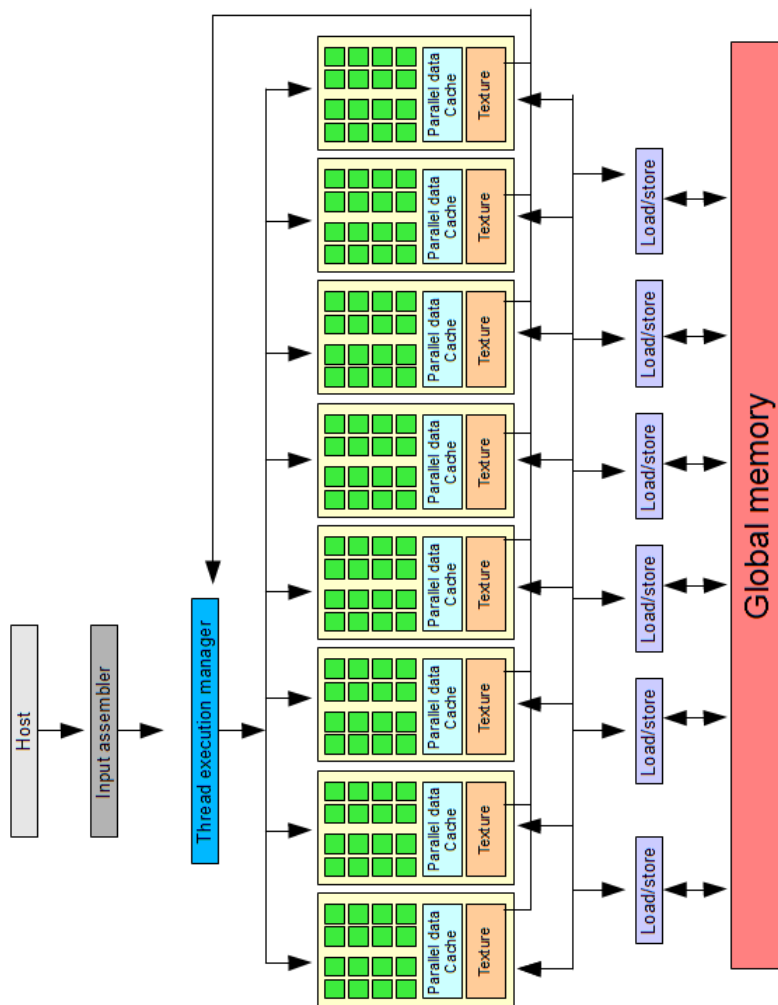 Host
Input assembler
Thread execution manager
Parallel data
Cache
Texture
Parallel data
Cache
Texture
Parallel data
Cache
Texture
Parallel data
Cache
Texture
Parallel data
Cache
Texture
Parallel data
Cache
Texture
Parallel data
Cache
Texture
Parallel data
Cache
Texture
Load/store
Load/store
Load/store
Load/store
Load/store
Load/store
Global memory